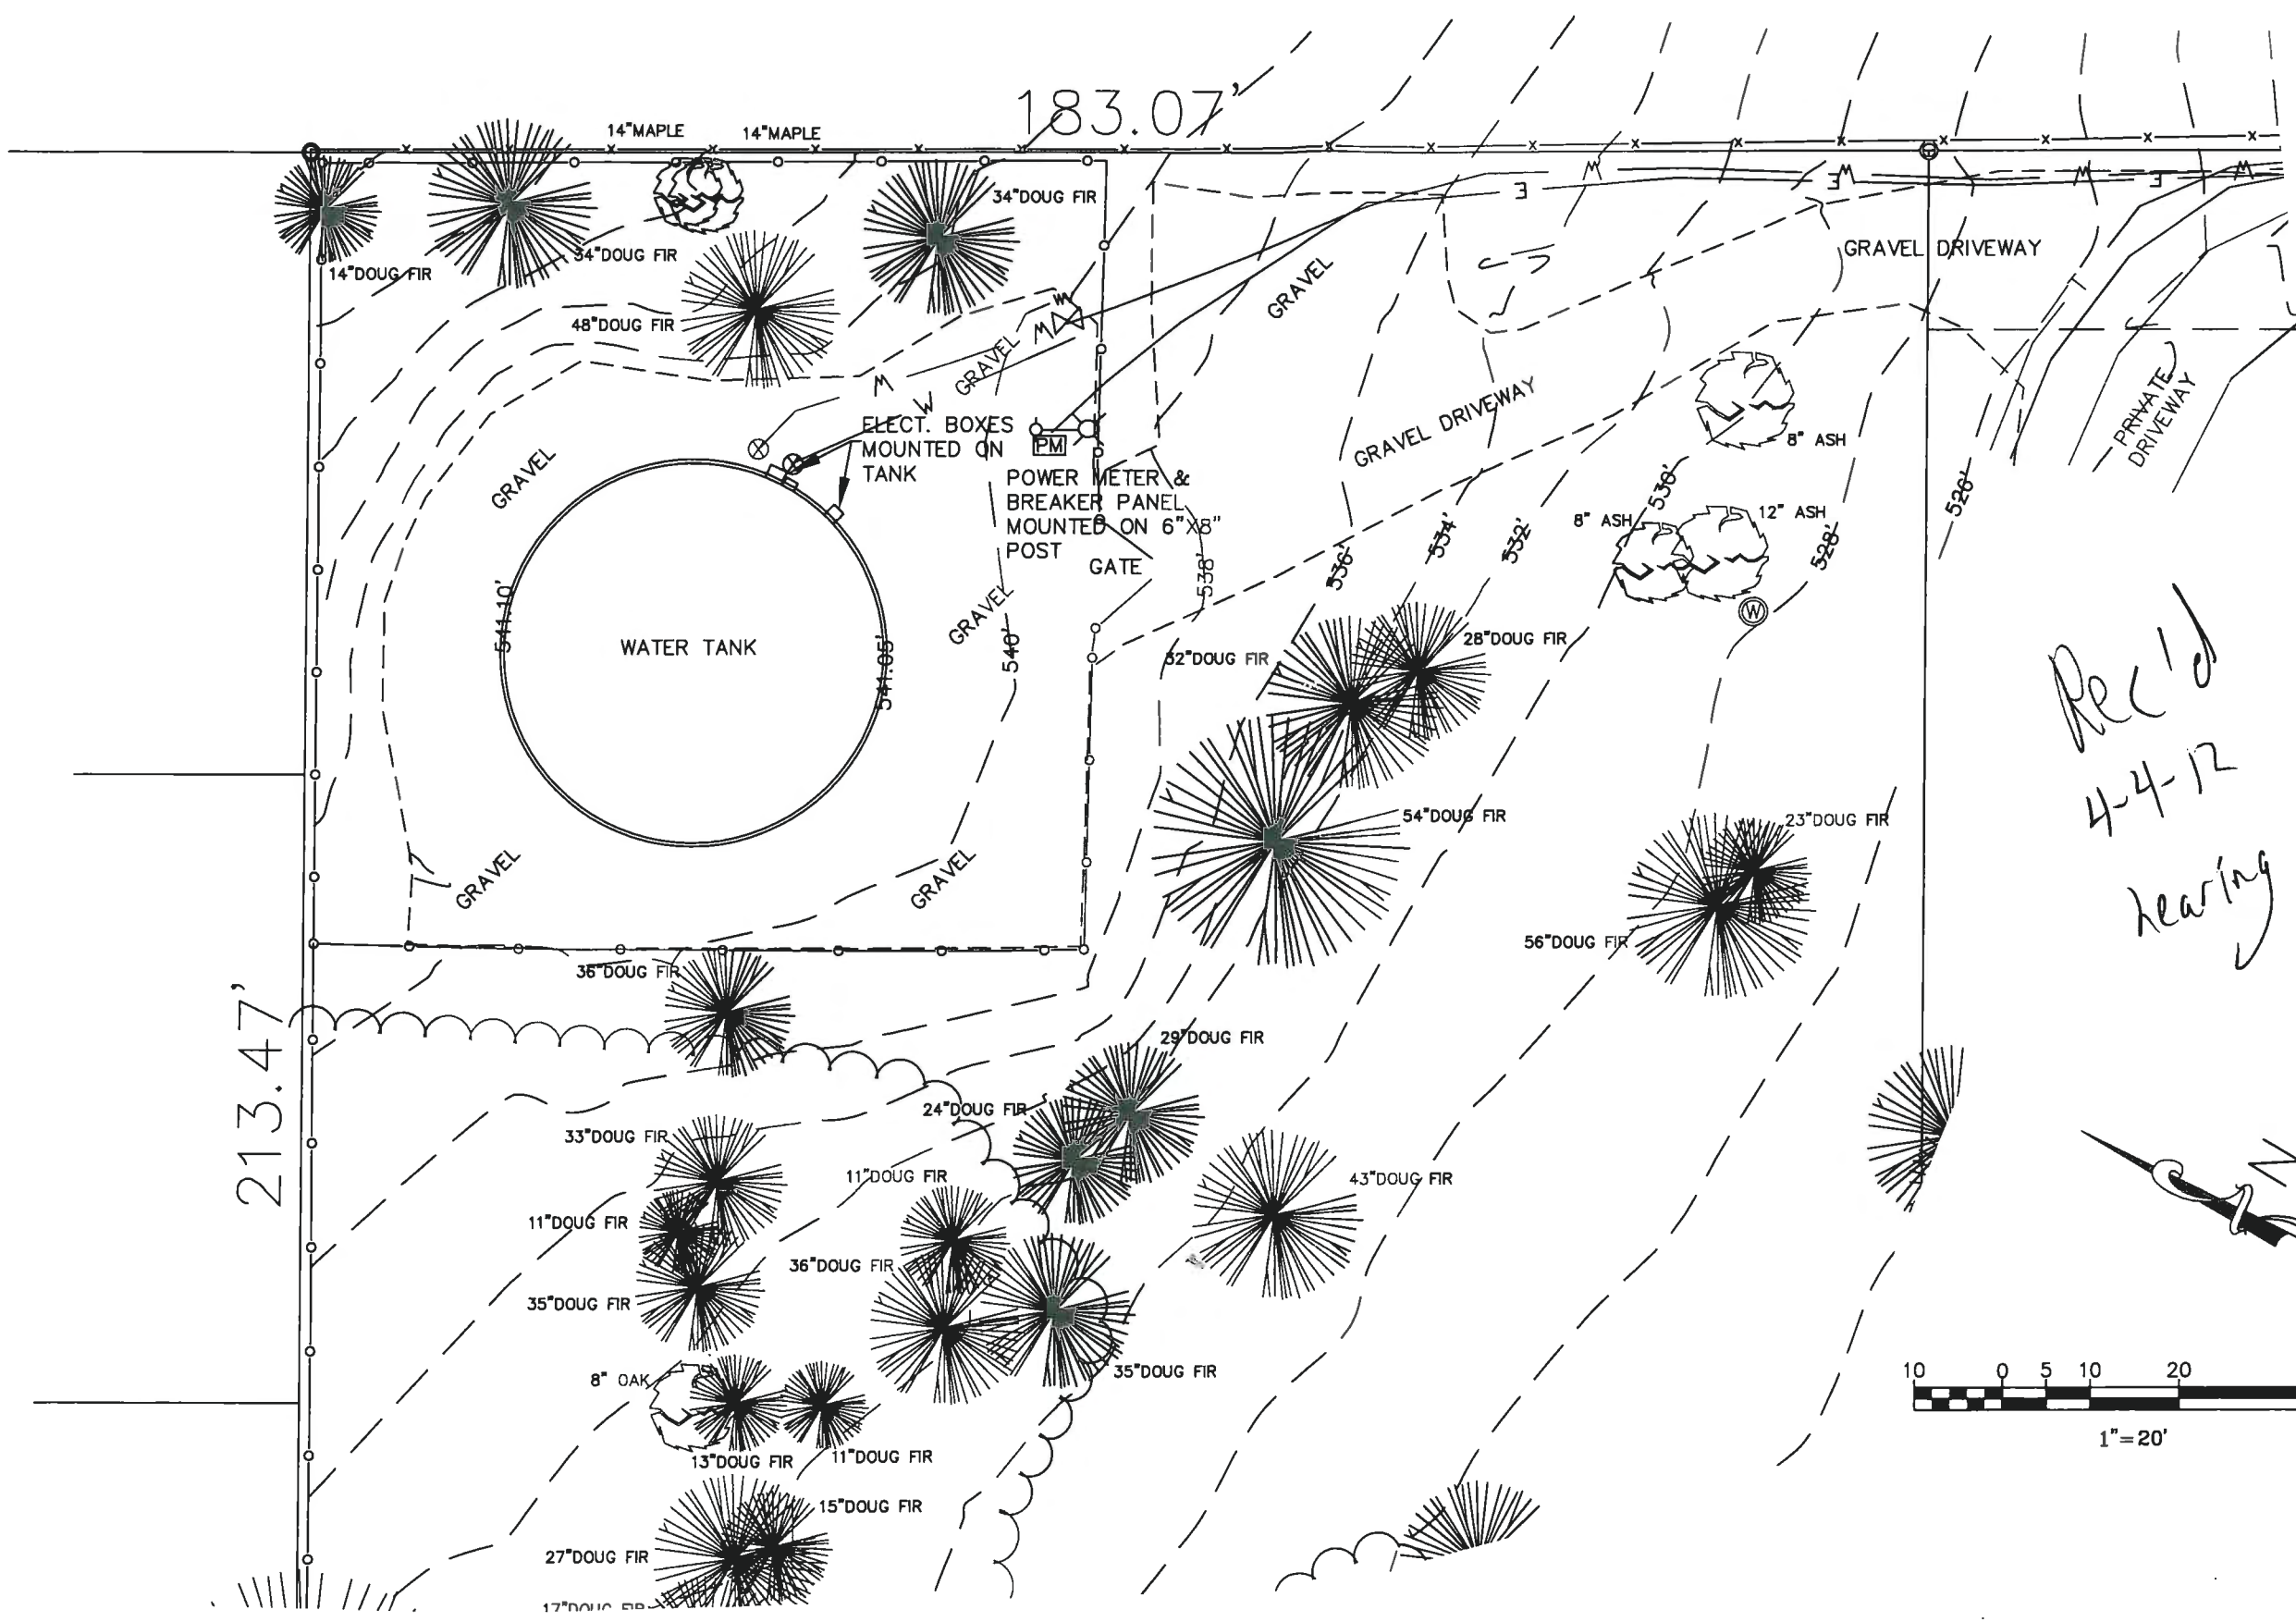 183.07'
14"MAPLE
14"MAPLE
34"DOUG FIR
14"DOUG FIR
34"DOUG FIR
48"DOUG FIR
GRAVEL
GRAVEL
GRAVEL DRIVEWAY
M
W
M
W
E
M
E
M
M
E
M
ELECT. BOXES
MOUNTED ON
TANK
PM
POWER METER &
BREAKER PANEL
MOUNTED ON 6"X8"
POST
GATE
GRAVEL
GRAVEL DRIVEWAY
PRIVATE
DRIVEWAY
8" ASH
8" ASH
12" ASH
W
541.10'
WATER TANK
541.05'
GRAVEL
540'
538'
536'
534'
532'
530'
528'
526'
32"DOUG FIR
28"DOUG FIR
54"DOUG FIR
23"DOUG FIR
56"DOUG FIR
Rec'd
4-4-12
hearing
GRAVEL
GRAVEL
36"DOUG FIR
213.47'
29"DOUG FIR
24"DOUG FIR
33"DOUG FIR
11"DOUG FIR
43"DOUG FIR
11"DOUG FIR
36"DOUG FIR
35"DOUG FIR
35"DOUG FIR
8" OAK
13"DOUG FIR
11"DOUG FIR
15"DOUG FIR
27"DOUG FIR
17"DOUG FIR
N
10 0 5 10 20
1"=20'